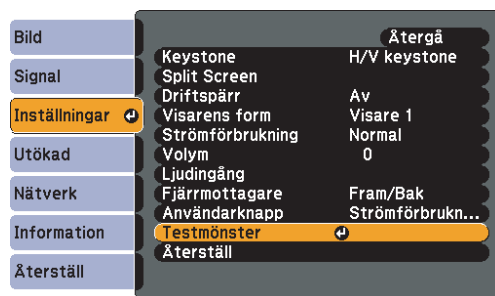 Bild
Signal
Inställningar
Utökad
Nätverk
Information
Återställ
Återgå
Keystone H/V keystone
Split Screen
Driftspärr Av
Visarens form Visare 1
Strömförbrukning Normal
Volym 0
Ljudingång
Fjärrmottagare Fram/Bak
Användarknapp Strömförbrukn...
Testmönster
Återställ